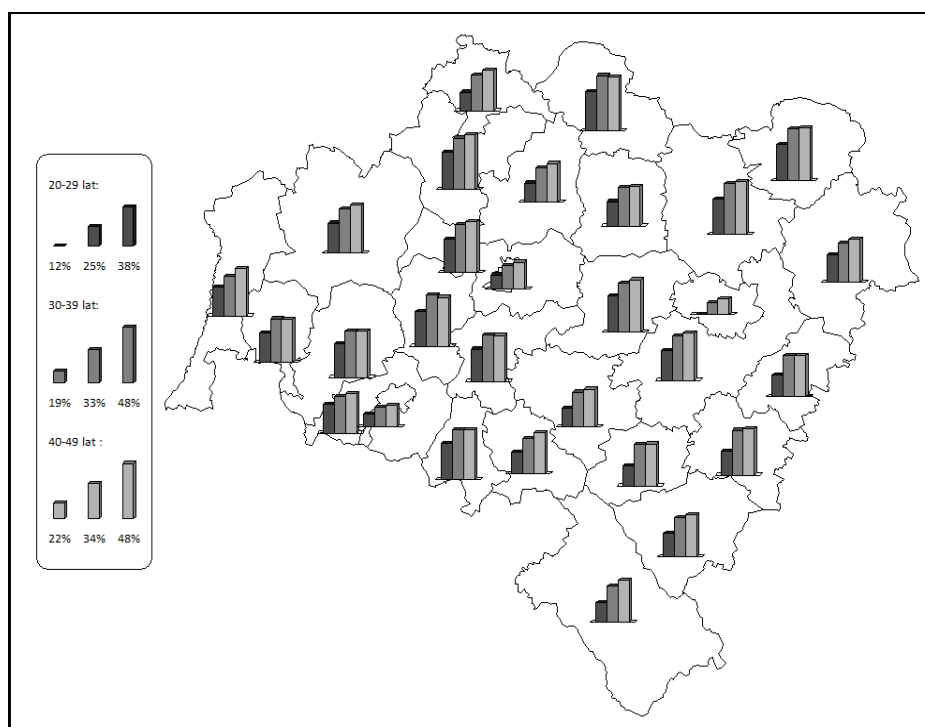 20-29 lat:
12% 25% 38%
30-39 lat:
19% 33% 48%
40-49 lat :
22% 34% 48%